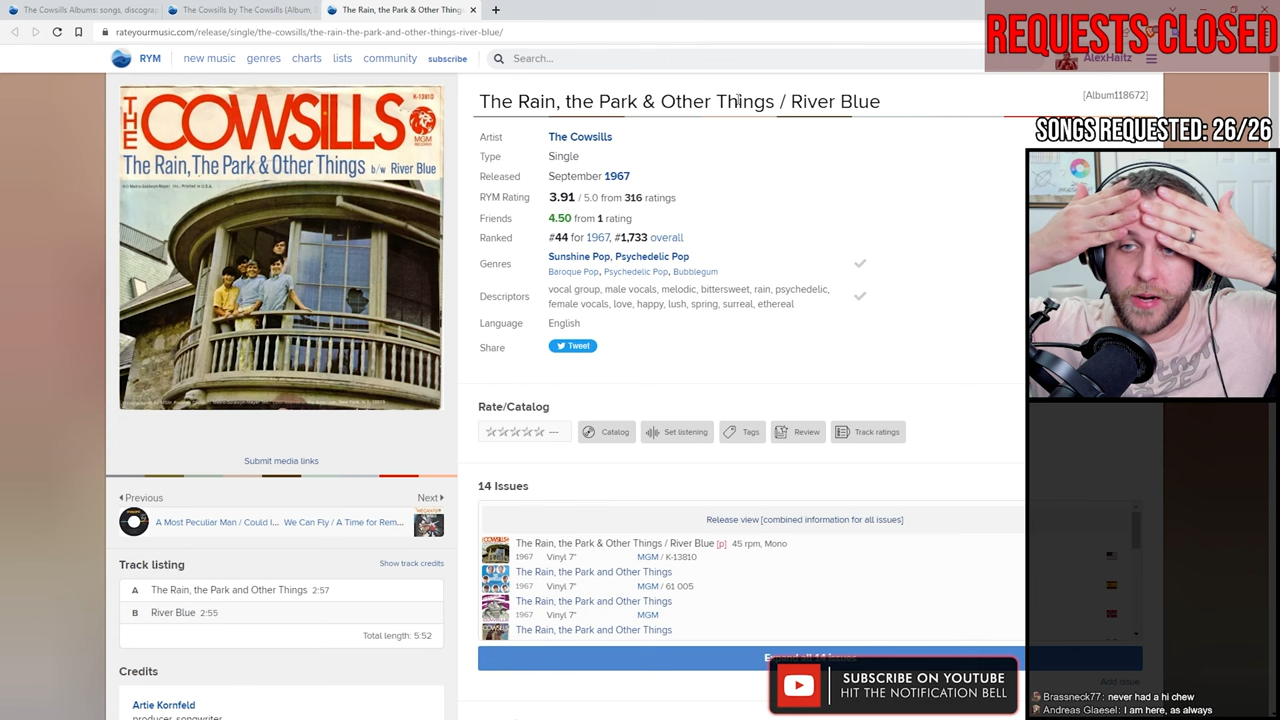 The Cowsills Albums: songs, discograp
The Cowsills by The Cowsills (Album,
The Rain, the Park & Other Things
rateyourmusic.com/release/single/the-cowsills/the-rain-the-park-and-other-things-river-blue/
REQUESTS CLOSED
RYM
new music
genres
charts
lists
community
subscribe
Search...
AlexHaitz
THE COWSILLS
K-13810
MGM RECORDS
The Rain, The Park & Other Things b/w River Blue
The Rain, the Park & Other Things / River Blue
[Album118672]
SONGS REQUESTED: 26/26
Artist The Cowsills
Type Single
Released September 1967
RYM Rating 3.91 / 5.0 from 316 ratings
Friends 4.50 from 1 rating
Ranked #44 for 1967, #1,733 overall
Genres Sunshine Pop, Psychedelic Pop
Baroque Pop, Psychedelic Pop, Bubblegum
Descriptors vocal group, male vocals, melodic, bittersweet, rain, psychedelic,
female vocals, love, happy, lush, spring, surreal, ethereal
Language English
Share Tweet
Rate/Catalog
--- Catalog Set listening Tags Review Track ratings
Submit media links
14 Issues
Previous Next
A Most Peculiar Man / Could I... We Can Fly / A Time for Rem...
Release view [combined information for all issues]
The Rain, the Park & Other Things / River Blue [p] 45 rpm, Mono
1967 Vinyl 7" MGM / K-13810
The Rain, the Park and Other Things
1967 Vinyl 7" MGM / 61 005
The Rain, the Park and Other Things
1967 Vinyl 7" MGM
The Rain, the Park and Other Things
Expand all 14 issues
Add issue
Track listing
Show track credits
A The Rain, the Park and Other Things 2:57
B River Blue 2:55
Total length: 5:52
Credits
Artie Kornfeld
producer, songwriter
SUBSCRIBE ON YOUTUBE
HIT THE NOTIFICATION BELL
Brassneck77: never had a hi chew
Andreas Glaesel: I am here, as always